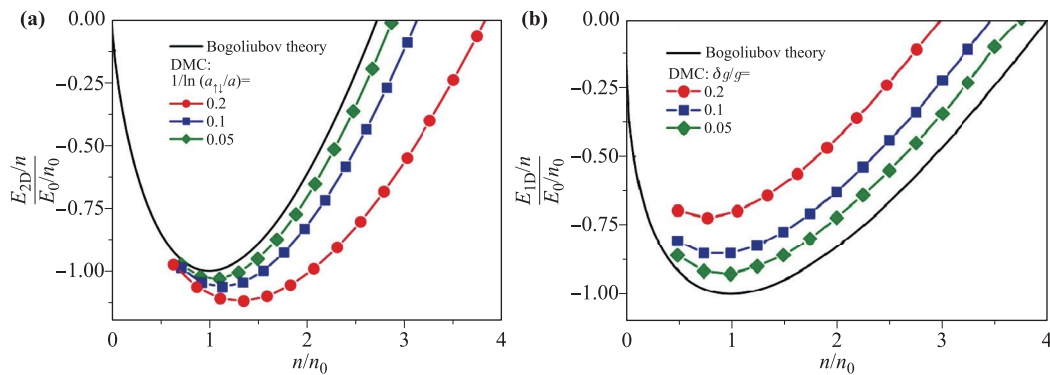 (a)
0.00
-0.25
-0.50
-0.75
-1.00
E2D/n
E0/n0
Bogoliubov theory
DMC:
1/ln (a↑↓/a)=
0.2
0.1
0.05
0 1 2 3 4
n/n0
(b)
0.00
-0.25
-0.50
-0.75
-1.00
E1D/n
E0/n0
Bogoliubov theory
DMC: δg/g=
0.2
0.1
0.05
0 1 2 3 4
n/n0